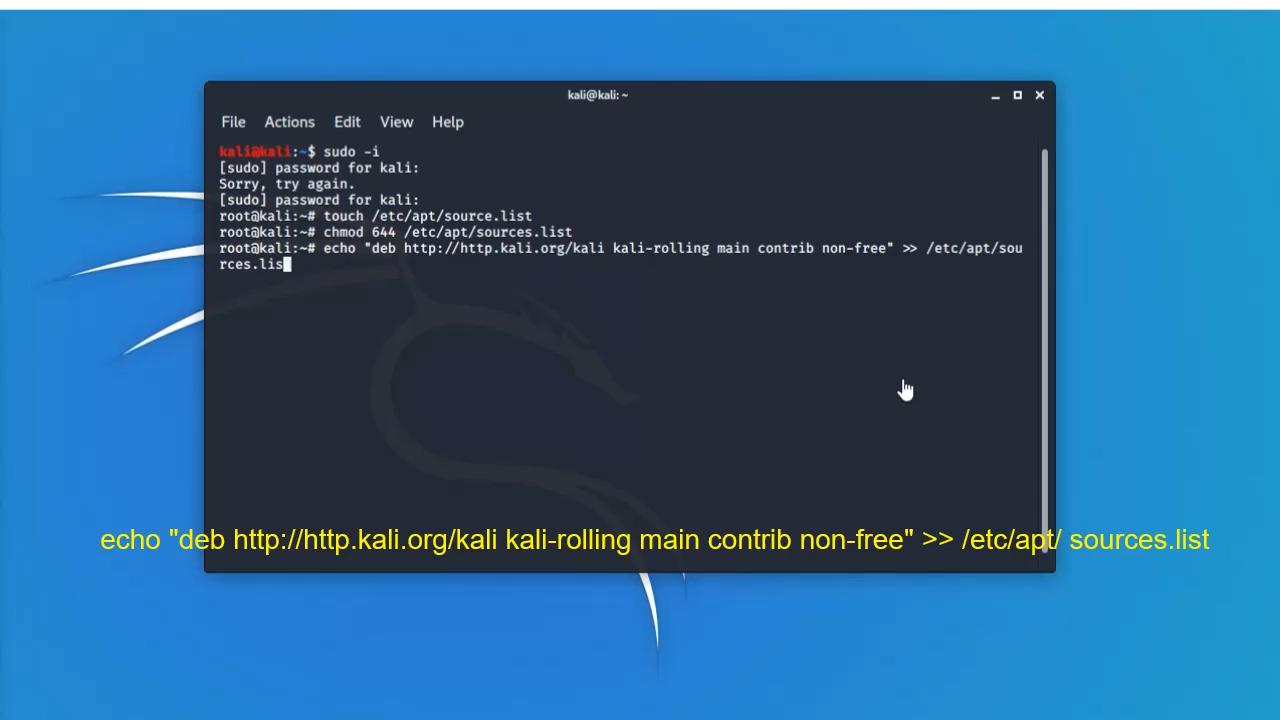 kali@kali: ~
File Actions Edit View Help
kali@kali:~$ sudo -i
[sudo] password for kali:
Sorry, try again.
[sudo] password for kali:
root@kali:~# touch /etc/apt/source.list
root@kali:~# chmod 644 /etc/apt/sources.list
root@kali:~# echo "deb http://http.kali.org/kali kali-rolling main contrib non-free" >> /etc/apt/sou
rces.lis
echo "deb http://http.kali.org/kali kali-rolling main contrib non-free" >> /etc/apt/ sources.list